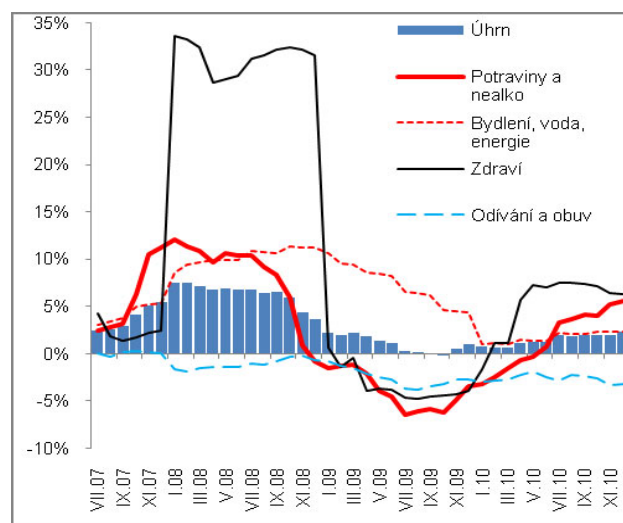 35%
30%
25%
20%
15%
10%
5%
0%
-5%
-10%
Úhrn
Potraviny a
nealko
Bydlení, voda,
energie
Zdraví
Odívání a obuv
VII.07
IX.07
XI.07
I.08
III.08
V.08
VII.08
IX.08
XI.08
I.09
III.09
V.09
VII.09
IX.09
XI.09
I.10
III.10
V.10
VII.10
IX.10
XI.10